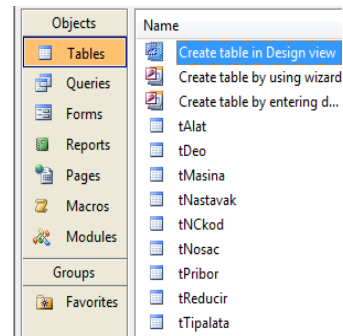 Objects
Tables
Queries
Forms
Reports
Pages
Macros
Modules
Groups
Favorites
Name
Create table in Design view
Create table by using wizard
Create table by entering d...
tAlat
tDeo
tMasina
tNastavak
tNCkod
tNosac
tPribor
tReducir
tTipalata